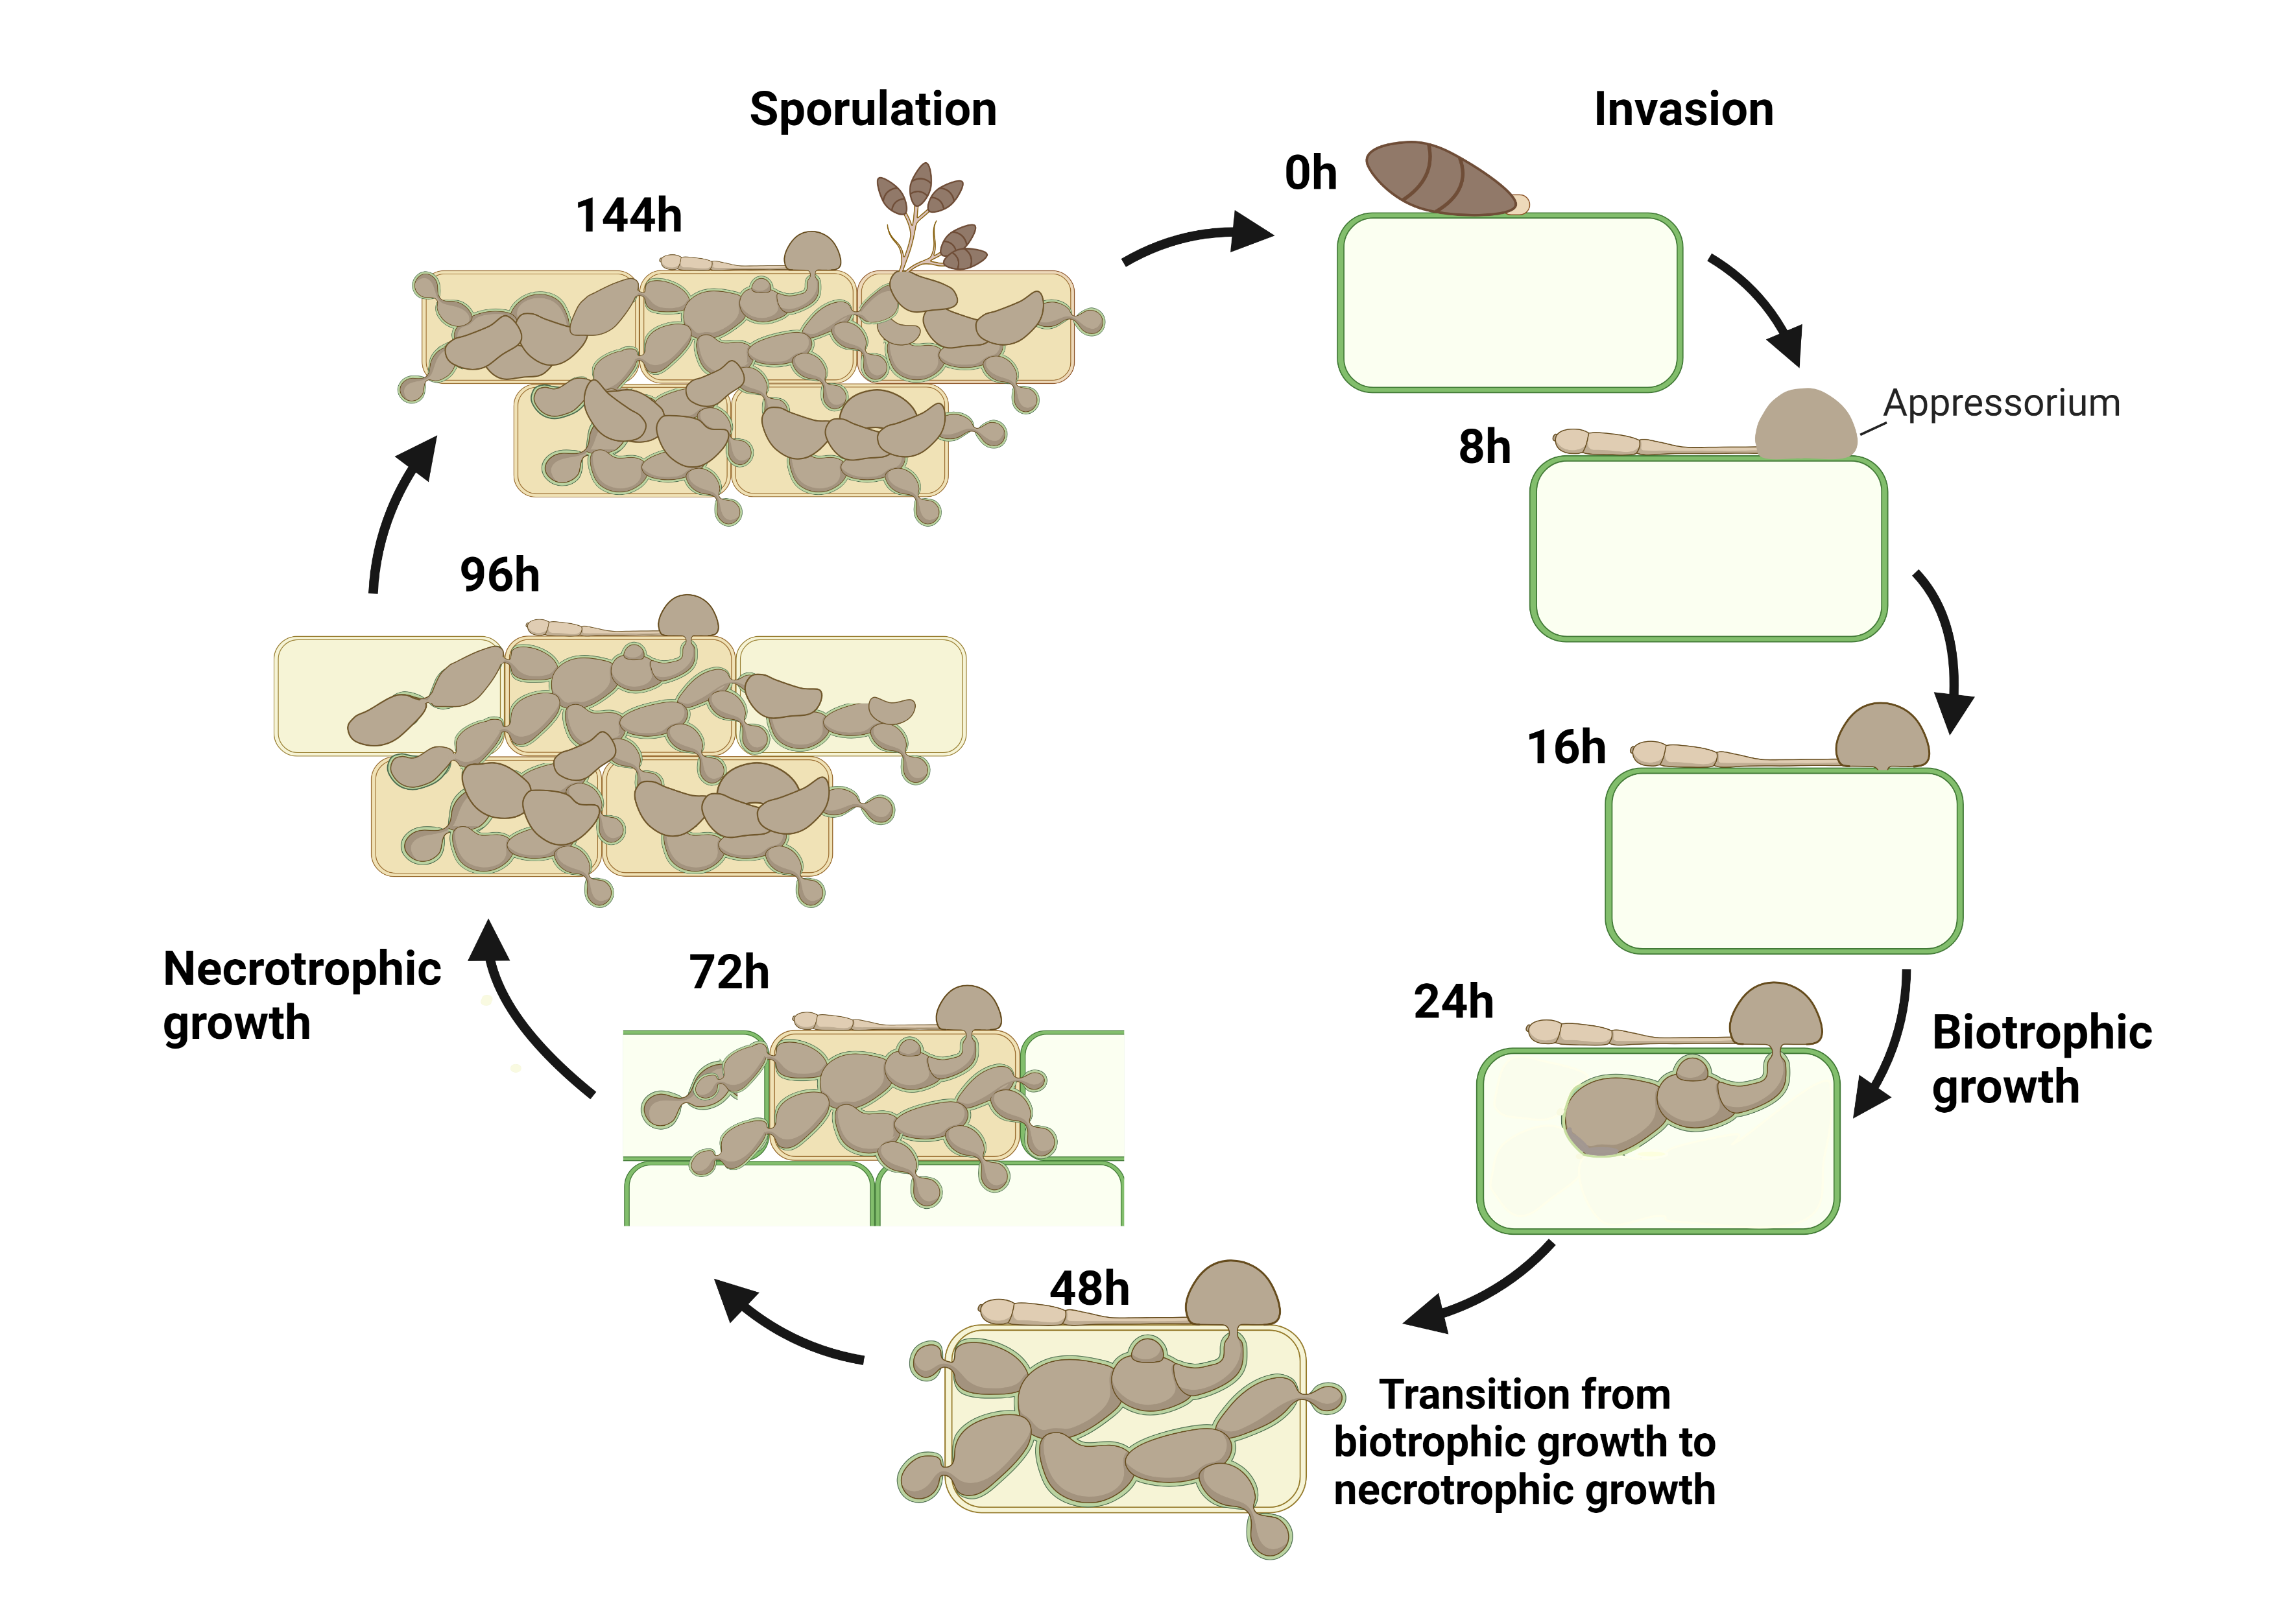 Sporulation
Invasion
0h
144h
Appressorium
8h
96h
16h
Necrotrophic
growth
72h
24h
Biotrophic
growth
48h
Transition from
biotrophic growth to
necrotrophic growth